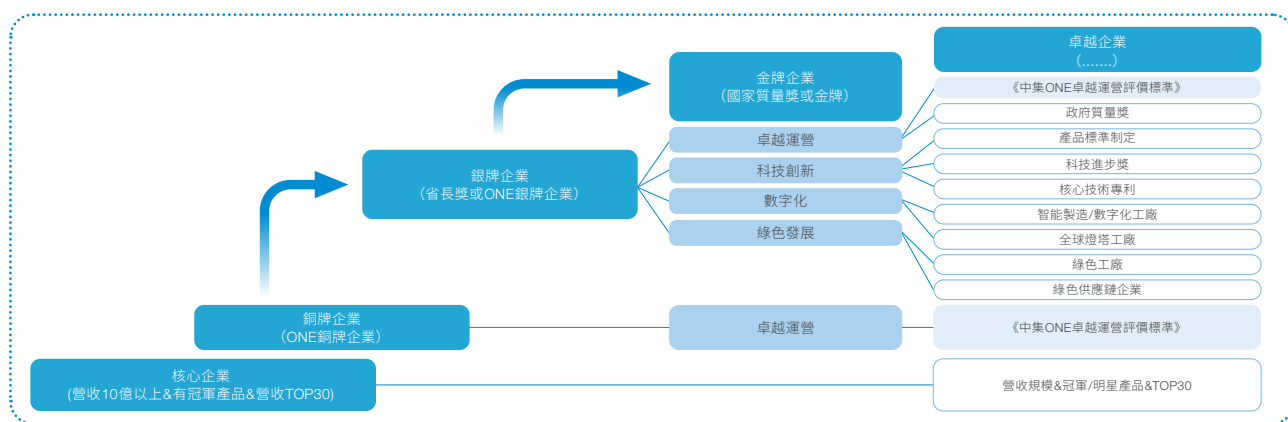 卓越企業
(.......)
金牌企業
(國家質量獎或金牌)
《中集ONE卓越運營評價標準》
政府質量獎
卓越運營
產品標準制定
銀牌企業
(省長獎或ONE銀牌企業)
科技創新
科技進步獎
核心技術專利
數字化
智能製造/數字化工廠
綠色發展
全球燈塔工廠
綠色工廠
綠色供應鏈企業
銅牌企業
(ONE銅牌企業)
卓越運營
《中集ONE卓越運營評價標準》
核心企業
(營收10億以上&有冠軍產品&營收TOP30)
營收規模&冠軍/明星產品&TOP30